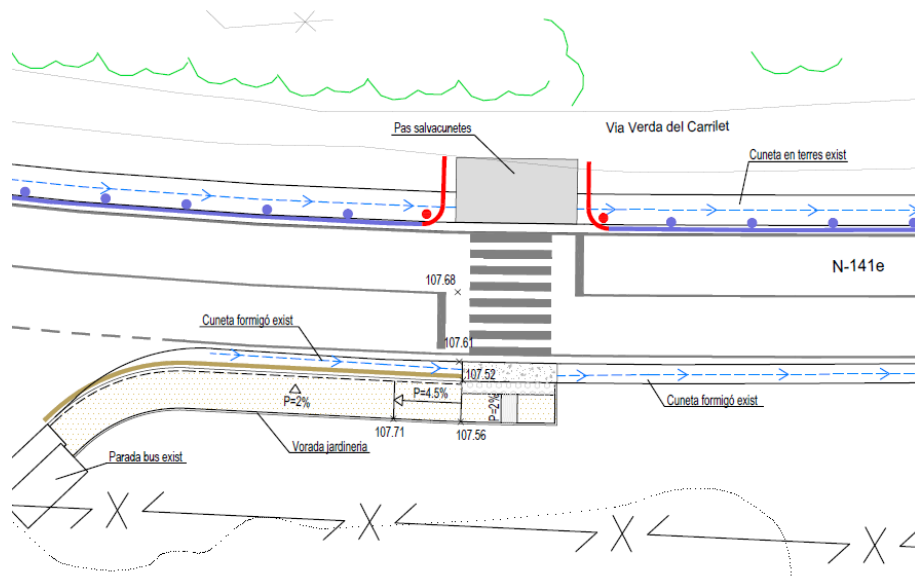 Via Verda del Carrilet
Pas salvacunetes
Cuneta en terres exist
N-141e
107.68
Cuneta formigó exist
107.61
107.52
P=4.5%
P=2%
P=2%
Cuneta formigó exist
107.71
107.56
Vorada jardineria
Parada bus exist